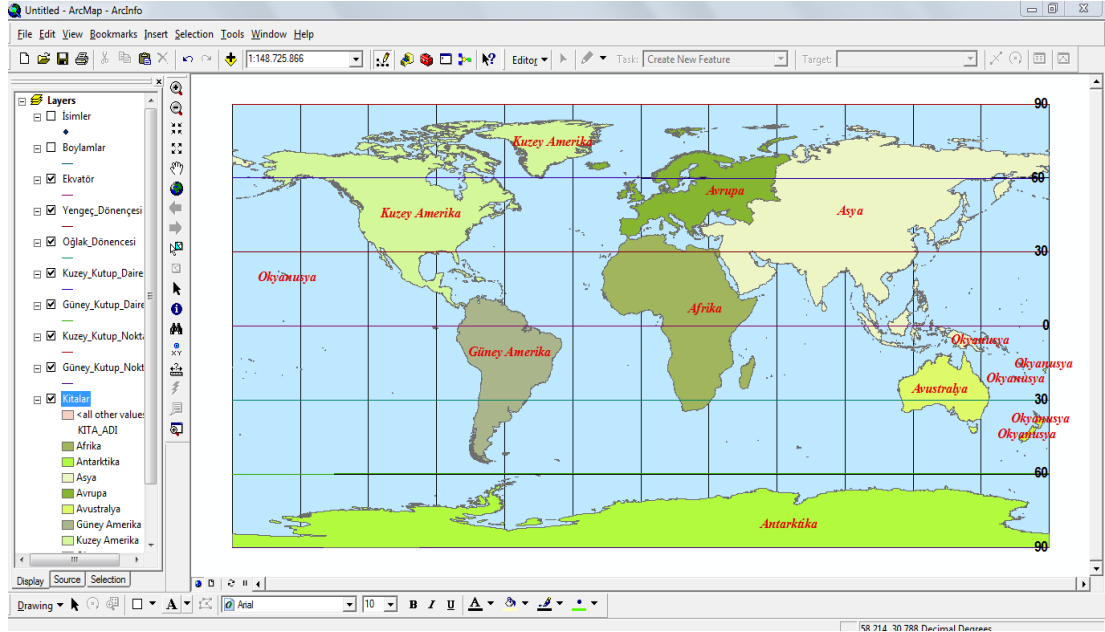 Untitled - ArcMap - ArcInfo
File Edit View Bookmarks Insert Selection Tools Window Help
1:148.725.866 Editor Task: Create New Feature Target:
Layers
İsimler
Boylamlar
Ekvatör
Yengeç_Dönençesi
Oğlak_Dönencesi
Kuzey_Kutup_Daire
Güney_Kutup_Daire
Kuzey_Kutup_Nokt
Güney_Kutup_Nokt
Kitalar
<all other values
KITA_ADI
Afrika
Antarktika
Asya
Avrupa
Avustralya
Güney Amerika
Kuzey Amerika
Display Source Selection
90
Kuzey Amerika
60
Avrupa
Kuzey Amerika
Asya
30
Okyanusya
Afrika
0
Okyanusya
Güney Amerika
Okyanusya
Okyanusya
Avustralya
30
Okyanusya
Okyanusya
60
Antarktika
90
Drawing A Arial 10 B I U A
58,214 30,788 Decimal Degrees